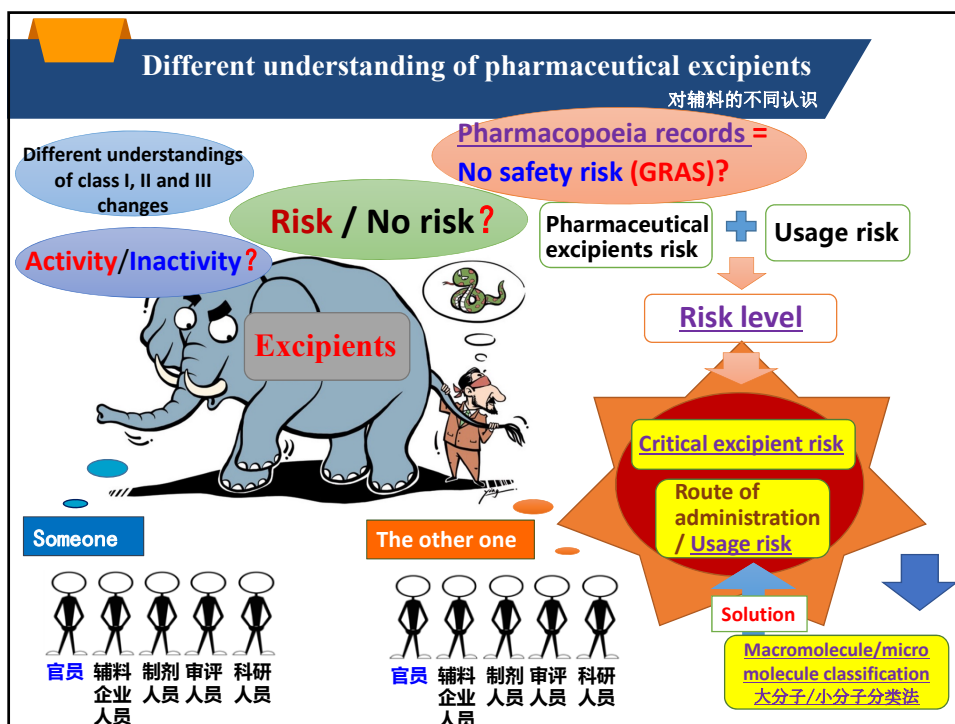 Different understanding of pharmaceutical excipients
对辅料的不同认识
Different understandings
of class I, II and III
changes
Pharmacopoeia records =
No safety risk (GRAS)?
Risk / No risk?
Activity/Inactivity?
Pharmaceutical
excipients risk
Usage risk
Excipients
Risk level
Critical excipient risk
Route of
administration
/ Usage risk
Someone
The other one
Solution
官员
辅料
企业
人员
制剂
人员
审评
人员
科研
人员
官员
辅料
企业
人员
制剂
人员
审评
人员
科研
人员
Macromolecule/micro
molecule classification
大分子/小分子分类法